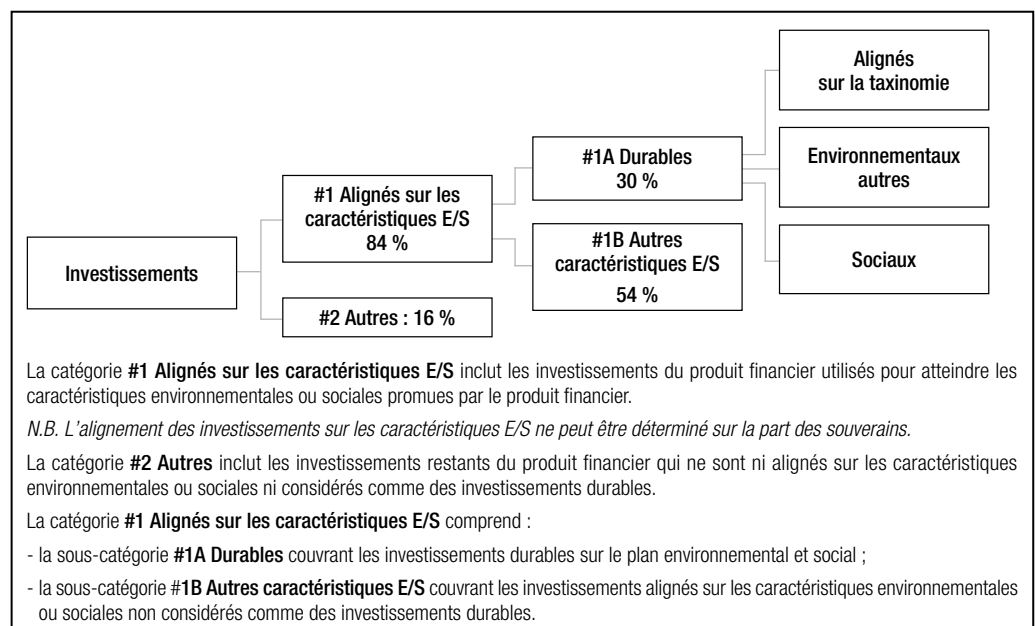 Investissements
#1 Alignés sur les
caractéristiques E/S
84 %
#2 Autres : 16 %
#1A Durables
30 %
#1B Autres
caractéristiques E/S
54 %
Alignés
sur la taxinomie
Environnementaux
autres
Sociaux
La catégorie #1 Alignés sur les caractéristiques E/S inclut les investissements du produit financier utilisés pour atteindre les
caractéristiques environnementales ou sociales promues par le produit financier.
N.B. L'alignement des investissements sur les caractéristiques E/S ne peut être déterminé sur la part des souverains.
La catégorie #2 Autres inclut les investissements restants du produit financier qui ne sont ni alignés sur les caractéristiques
environnementales ou sociales ni considérés comme des investissements durables.
La catégorie #1 Alignés sur les caractéristiques E/S comprend :
- la sous-catégorie #1A Durables couvrant les investissements durables sur le plan environnemental et social ;
- la sous-catégorie #1B Autres caractéristiques E/S couvrant les investissements alignés sur les caractéristiques environnementales
ou sociales non considérés comme des investissements durables.